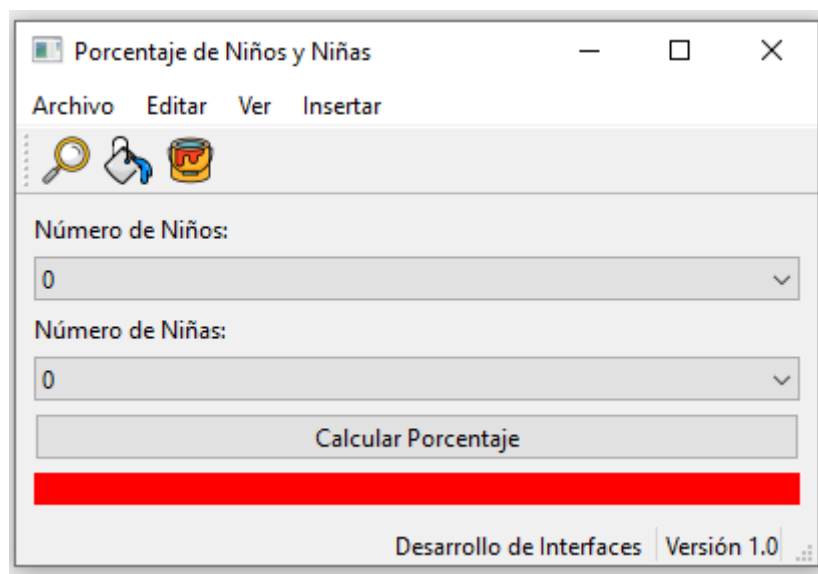 Porcentaje de Niños y Niñas
Archivo Editar Ver Insertar
Número de Niños:
0
Número de Niñas:
0
Calcular Porcentaje
Desarrollo de Interfaces Versión 1.0